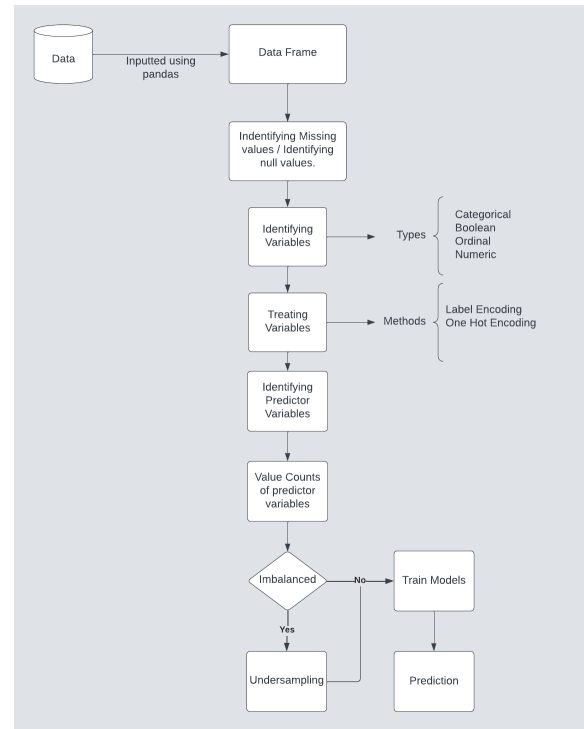 Data
Inputted using
pandas
Data Frame
Indentifying Missing
values / Identifying
null values.
Identifying
Variables
Types
Categorical
Boolean
Ordinal
Numeric
Treating
Variables
Methods
Label Encoding
One Hot Encoding
Identifying
Predictor
Variables
Value Counts
of predictor
variables
Imbalanced
No
Train Models
Yes
Undersampling
Prediction